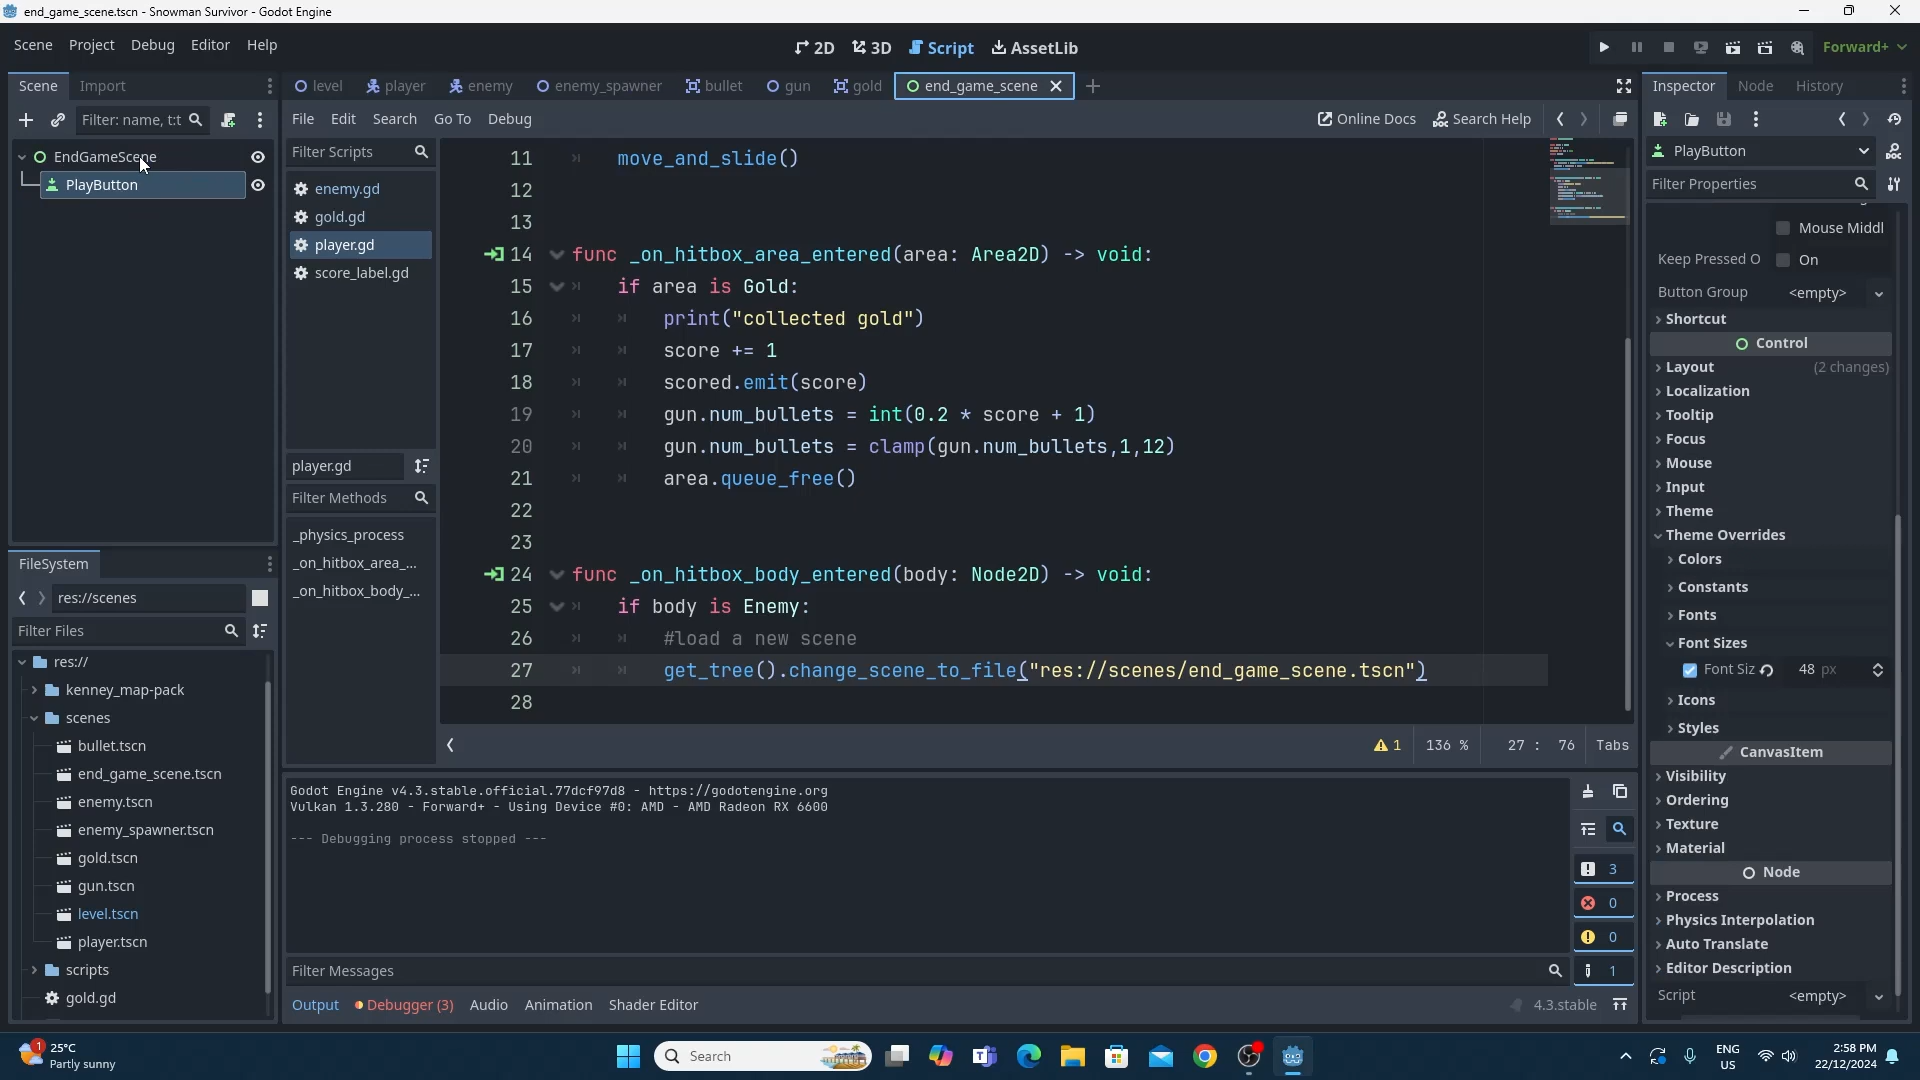 end_game_scene.tscn - Snowman Survivor - Godot Engine
Scene Project Debug Editor Help
2D 3D Script AssetLib
Forward+
Scene Import
level player enemy enemy_spawner bullet gun gold end_game_scene
Inspector Node History
Filter: name, t:t
File Edit Search Go To Debug
Online Docs Search Help
EndGameScene
PlayButton
Filter Scripts
enemy.gd
gold.gd
player.gd
score_label.gd
player.gd
Filter Methods
_physics_process
_on_hitbox_area_...
_on_hitbox_body_...
11 move_and_slide()
12
13
14 func _on_hitbox_area_entered(area: Area2D) -> void:
15 if area is Gold:
16 print("collected gold")
17 score += 1
18 scored.emit(score)
19 gun.num_bullets = int(0.2 * score + 1)
20 gun.num_bullets = clamp(gun.num_bullets,1,12)
21 area.queue_free()
22
23
24 func _on_hitbox_body_entered(body: Node2D) -> void:
25 if body is Enemy:
26 #load a new scene
27 get_tree().change_scene_to_file("res://scenes/end_game_scene.tscn")
28
1 136 % 27 : 76 Tabs
FileSystem
res://scenes
Filter Files
res://
kenney_map-pack
scenes
bullet.tscn
end_game_scene.tscn
enemy.tscn
enemy_spawner.tscn
gold.tscn
gun.tscn
level.tscn
player.tscn
scripts
gold.gd
Godot Engine v4.3.stable.official.77dcf97d8 - https://godotengine.org
Vulkan 1.3.280 - Forward+ - Using Device #0: AMD - AMD Radeon RX 6600
--- Debugging process stopped ---
3
0
0
1
Filter Messages
Output Debugger (3) Audio Animation Shader Editor
4.3.stable
PlayButton
Filter Properties
Mouse Middl
Keep Pressed O On
Button Group <empty>
Shortcut
Control
Layout (2 changes)
Localization
Tooltip
Focus
Mouse
Input
Theme
Theme Overrides
Colors
Constants
Fonts
Font Sizes
Font Siz 48 px
Icons
Styles
CanvasItem
Visibility
Ordering
Texture
Material
Node
Process
Physics Interpolation
Auto Translate
Editor Description
Script <empty>
1
25°C
Partly sunny
Search
ENG
US
2:58 PM
22/12/2024